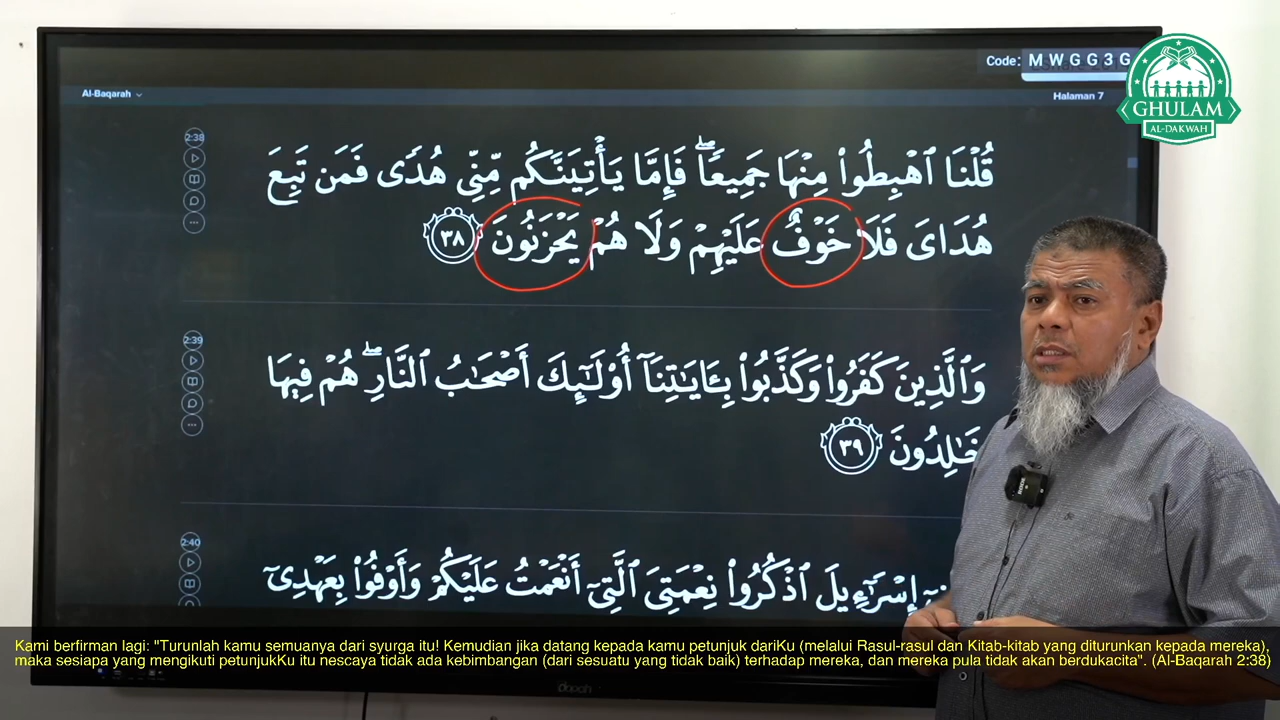 Code: MWGG3G
GHULAM
AL-DAKWAH
Al-Baqarah
Halaman 7
2:38
قُلْنَا ٱهْبِطُوا۟ مِنْهَا جَمِيعًۭا ۖ فَإِمَّا يَأْتِيَنَّكُم مِّنِّى هُدًۭى فَمَن تَبِعَ
هُدَاىَ فَلَا خَوْفٌ عَلَيْهِمْ وَلَا هُمْ يَحْزَنُونَ ٣٨
2:39
وَٱلَّذِينَ كَفَرُوا۟ وَكَذَّبُوا۟ بِـَٔايَـٰتِنَآ أُو۟لَـٰٓئِكَ أَصْحَـٰبُ ٱلنَّارِ ۖ هُمْ فِيهَا
خَـٰلِدُونَ ٣٩
2:40
إِسْرَٰٓءِيلَ ٱذْكُرُوا۟ نِعْمَتِىَ ٱلَّتِىٓ أَنْعَمْتُ عَلَيْكُمْ وَأَوْفُوا۟ بِعَهْدِىٓ
Kami berfirman lagi: "Turunlah kamu semuanya dari syurga itu! Kemudian jika datang kepada kamu petunjuk dariKu (melalui Rasul-rasul dan Kitab-kitab yang diturunkan kepada mereka),
maka sesiapa yang mengikuti petunjukKu itu nescaya tidak ada kebimbangan (dari sesuatu yang tidak baik) terhadap mereka, dan mereka pula tidak akan berdukacita". (Al-Baqarah 2:38)